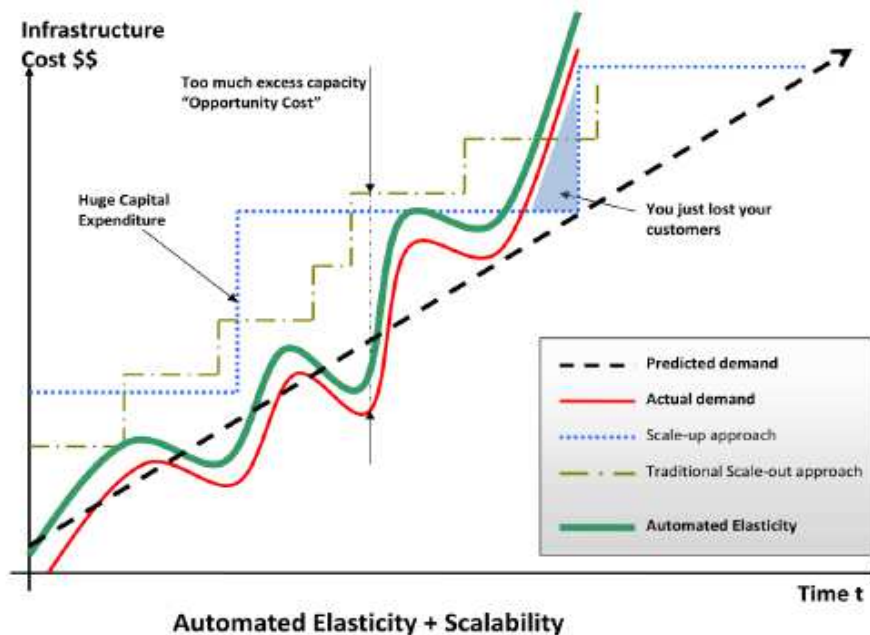 Infrastructure
Cost $$
Too much excess capacity
“Opportunity Cost”
Huge Capital
Expenditure
You just lost your
customers
Predicted demand
Actual demand
Scale-up approach
Traditional Scale-out approach
Automated Elasticity
Time t
Automated Elasticity + Scalability